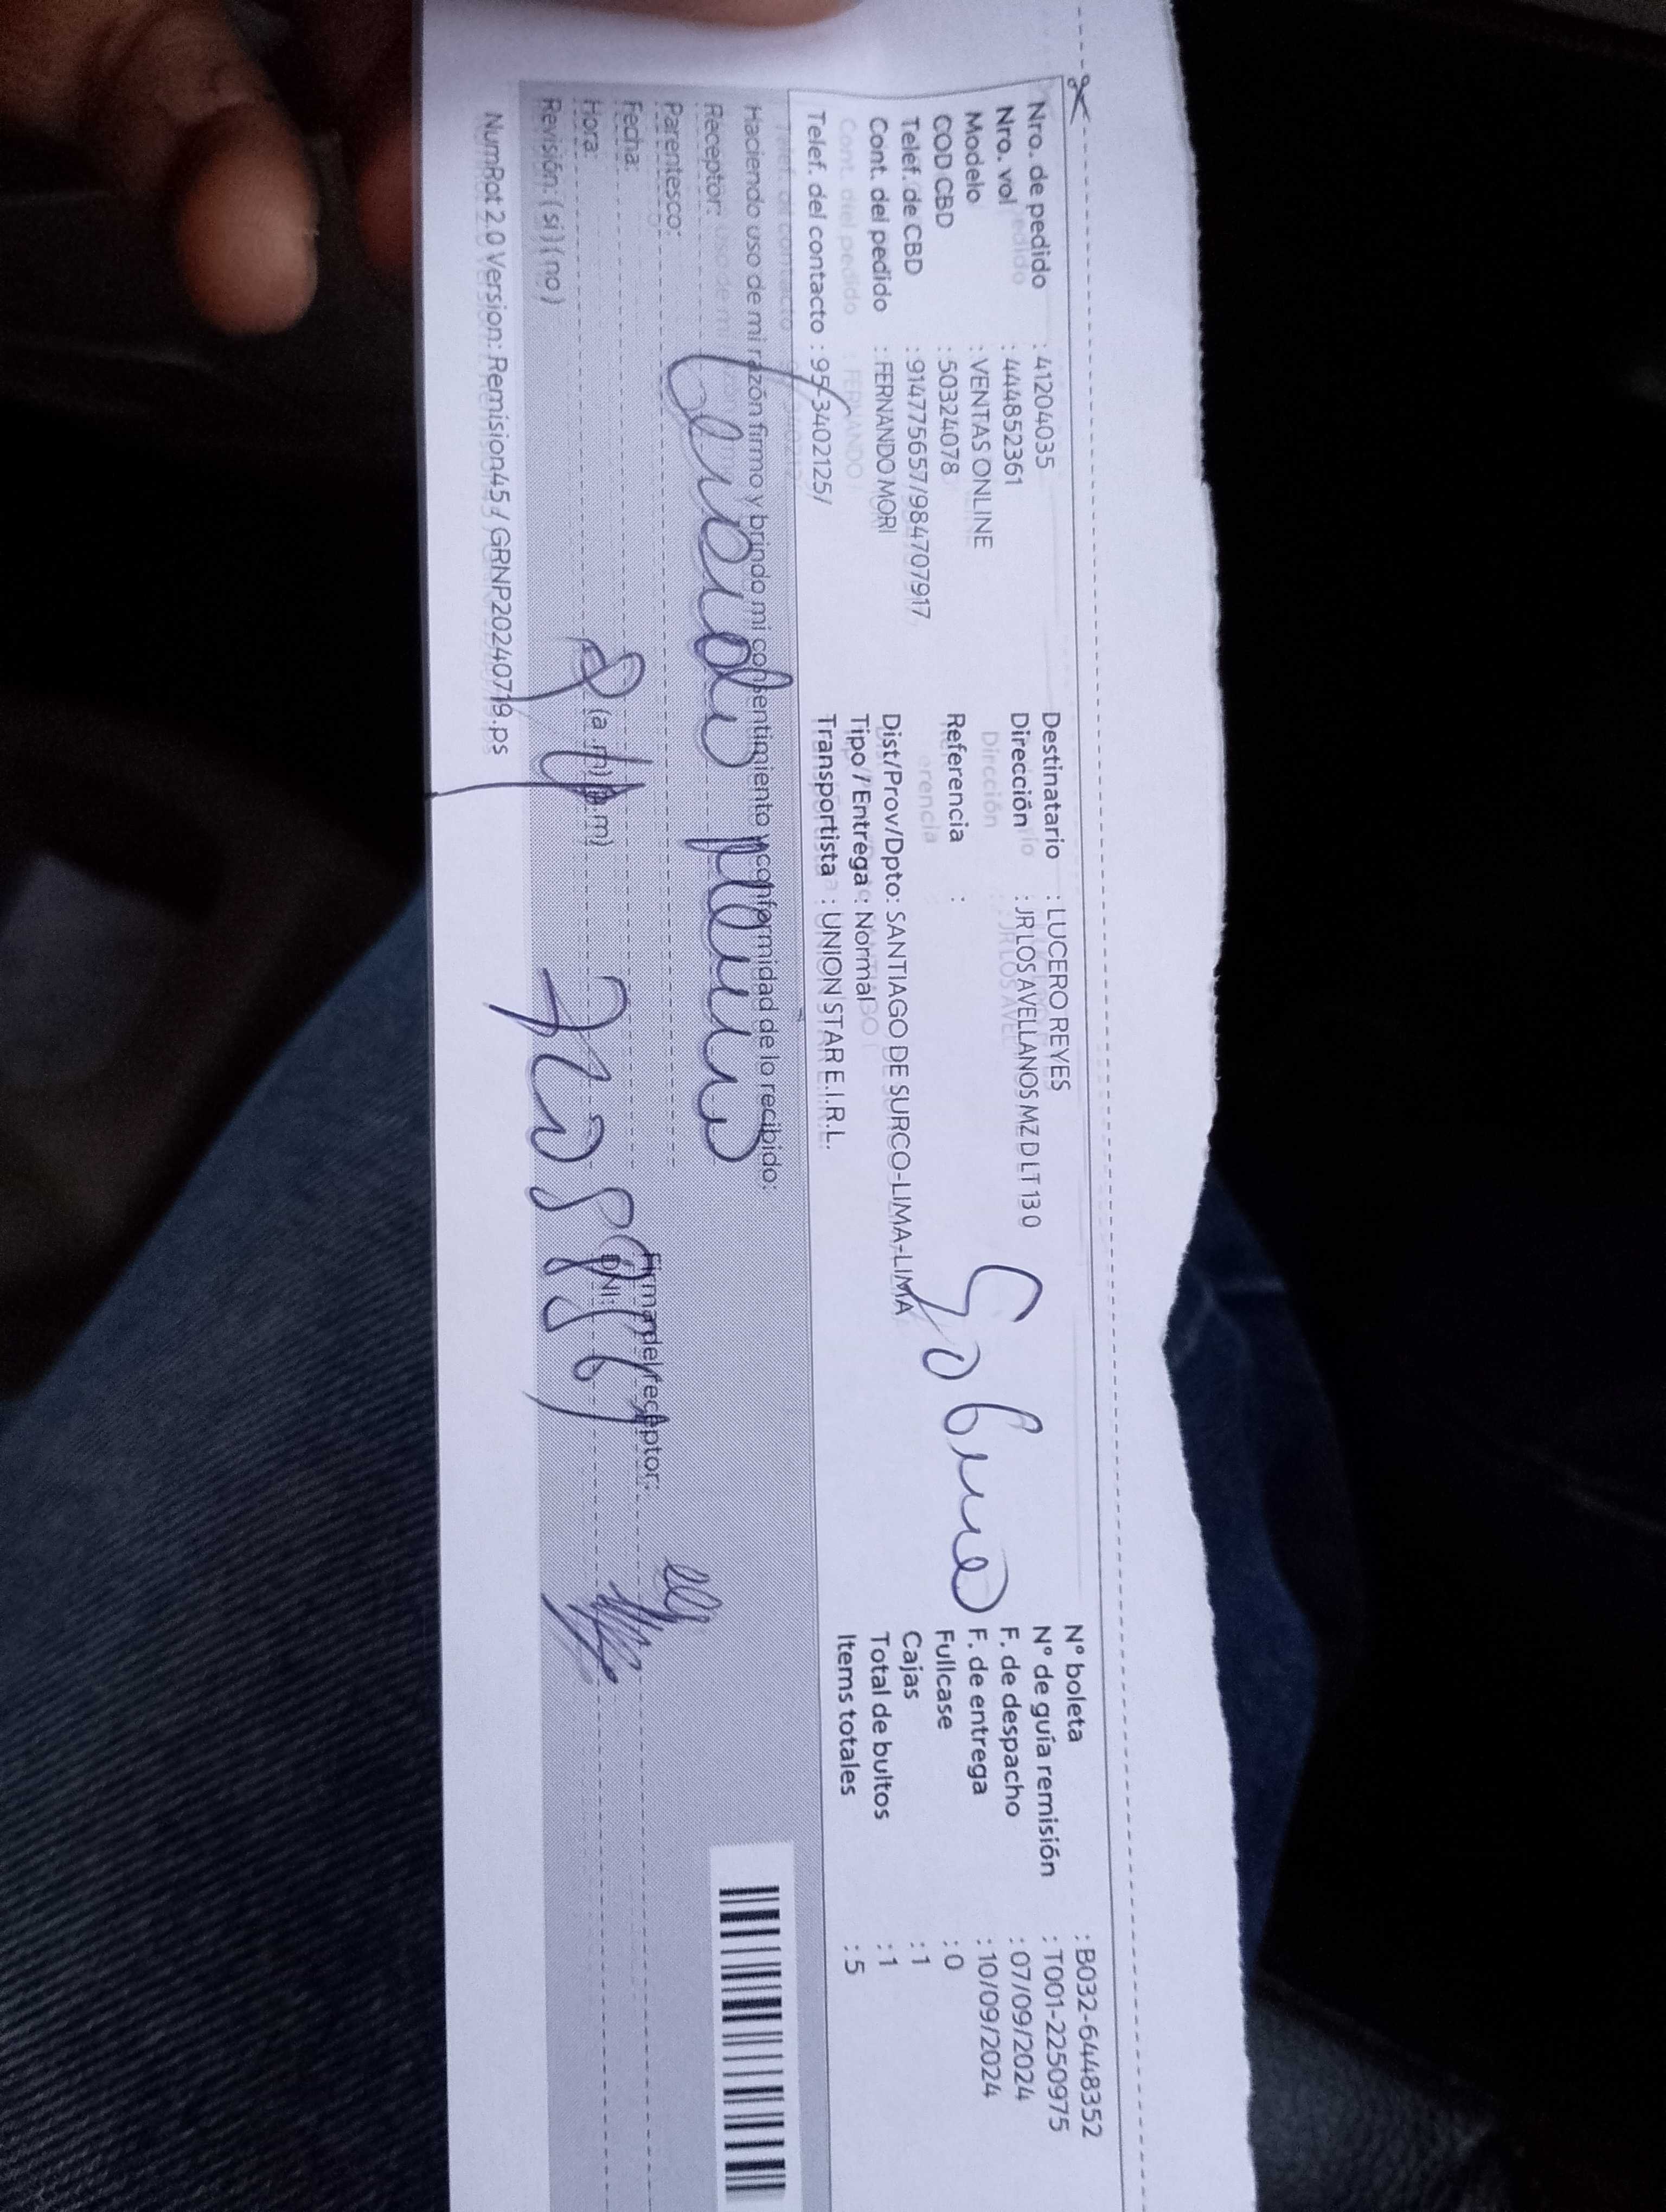 Nro. de pedido : 41204035
Nro. vol : 444852361
Modelo : VENTAS ONLINE
COD CBD : 50324078
Telef. de CBD : 914775657/984707917
Cont. del pedido : FERNANDO MORI
Telef. del contacto : 95-3402125/
Destinatario : LUCERO REYES
Dirección : JR LOS AVELLANOS MZ D LT 13 0
Referencia :
Dist/Prov/Dpto: SANTIAGO DE SURCO-LIMA-LIMA
Tipo / Entrega : Normal
Transportista : UNION STAR E.I.R.L.
N° boleta : B032-6448352
N° de guía remisión : T001-2250975
F. de despacho : 07/09/2024
F. de entrega : 10/09/2024
Fullcase : 0
Cajas : 1
Total de bultos : 1
Items totales : 5
Haciendo uso de mi razón firmo y brindo mi consentimiento y conformidad de lo recibido:
Receptor:
Parentesco:
Fecha:
Firma del receptor:
Hora: (a.m) (p.m)
DNI:
Revisión: ( si ) ( no )
NumRot 2.0 Version: Remision45 / GRNP20240719.ps